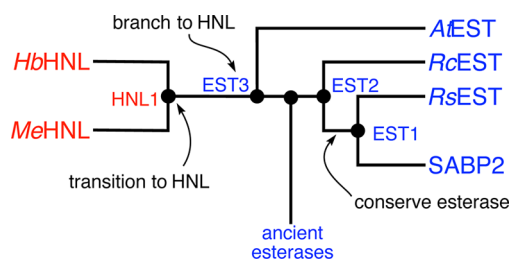 branch to HNL
AtEST
HbHNL
RcEST
EST3
EST2
HNL1
RsEST
MeHNL
EST1
SABP2
transition to HNL
conserve esterase
ancient
esterases